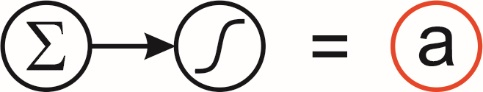 Σ → ∫ = a